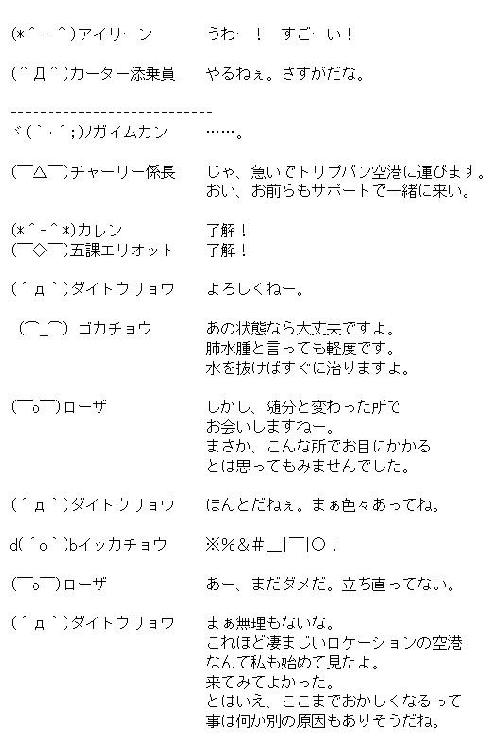 (*＾－＾)アイリーン　　うわー！　すごーい！
(￣Д￣)カーター添乗員　　やるねぇ。さすがだな。
---------------------------
ヾ(｀・´;)ノガイムカン　　……。
(￣△￣)チャーリー係長　　じゃ、急いでトリブバン空港に運びます。
おい、お前らもサポートで一緒に来い。
(*＾-＾*)カレン　　了解！
(￣◇￣)五課エリオット　　了解！
(´д｀)ダイトウリョウ　　よろしくねー。
(⌒_⌒) ゴカチョウ　　あの状態なら大丈夫ですよ。
肺水腫と言っても軽度です。
水を抜けばすぐに治りますよ。
(￣o￣)ローザ　　しかし、随分と変わった所で
お会いしますねー。
まさか、こんな所でお目にかかる
とは思ってもみませんでした。
(´д｀)ダイトウリョウ　　ほんとだねぇ。まぁ色々あってね。
d(´o｀)bイッカチョウ　　※％＆＃＿|￣|○．
(￣o￣)ローザ　　あー、まだダメだ。立ち直ってない。
(´д｀)ダイトウリョウ　　まぁ無理もないな。
これほど凄まじいロケーションの空港
なんて私も始めて見たよ。
来てみてよかった。
とはいえ、ここまでおかしくなるって
事は何か別の原因もありそうだね。